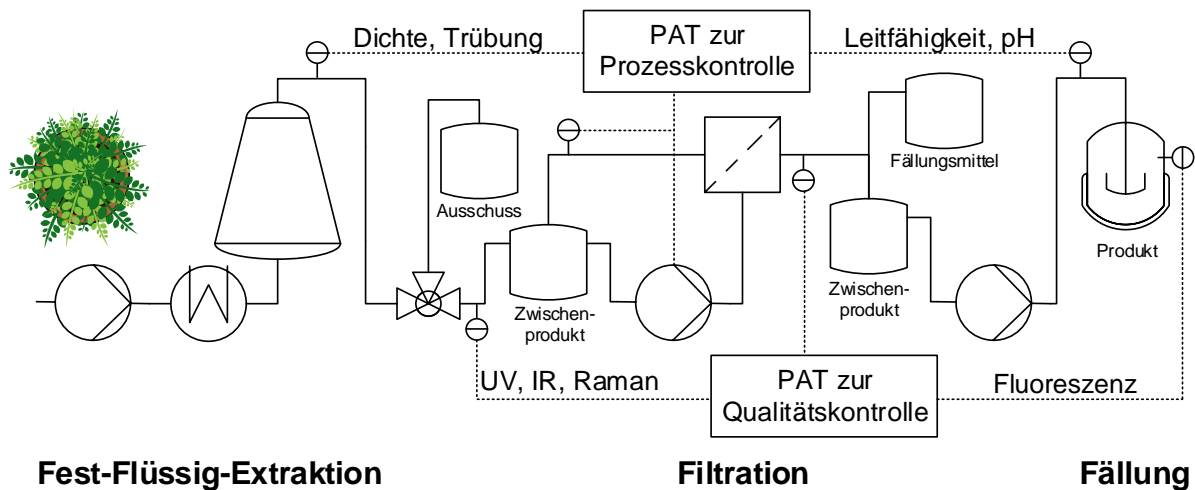 Dichte, Trübung
PAT zur
Prozesskontrolle
Leitfähigkeit, pH
Ausschuss
Fällungsmittel
Zwischen-
produkt
Zwischen-
produkt
Produkt
UV, IR, Raman
PAT zur
Qualitätskontrolle
Fluoreszenz
Fest-Flüssig-Extraktion
Filtration
Fällung